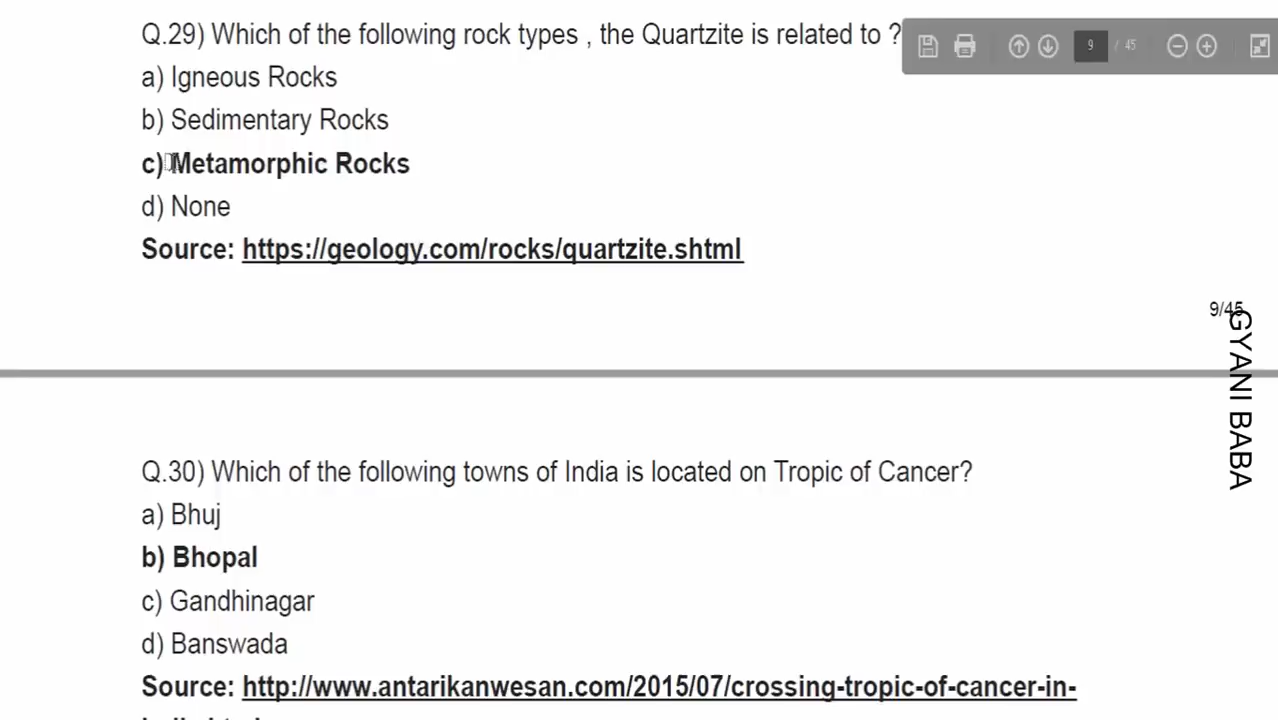 Q.29) Which of the following rock types , the Quartzite is related to ?
9 / 45
a) Igneous Rocks
b) Sedimentary Rocks
c) Metamorphic Rocks
d) None
Source: https://geology.com/rocks/quartzite.shtml
9/45
GYANI BABA
Q.30) Which of the following towns of India is located on Tropic of Cancer?
a) Bhuj
b) Bhopal
c) Gandhinagar
d) Banswada
Source: http://www.antarikanwesan.com/2015/07/crossing-tropic-of-cancer-in-